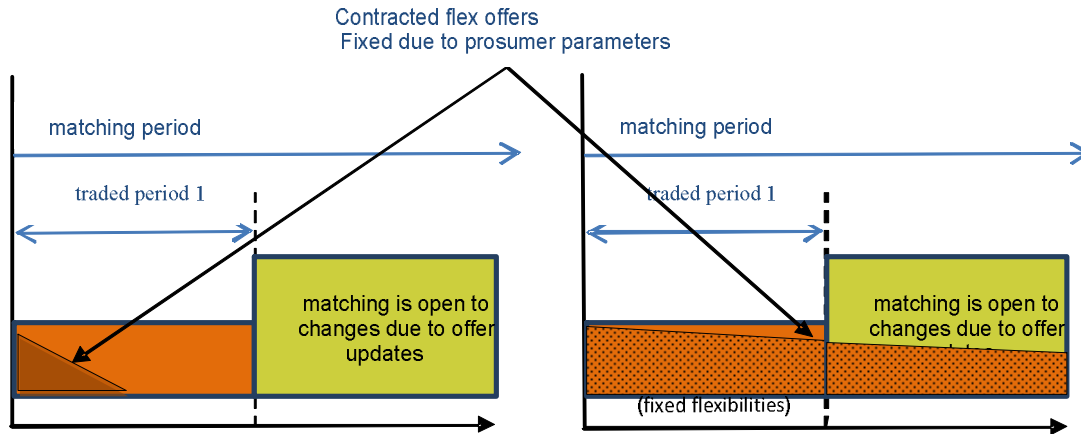 Contracted flex offers
Fixed due to prosumer parameters
matching period
traded period 1
matching is open to
changes due to offer
updates
matching period
traded period 1
matching is open to
changes due to offer
(fixed flexibilities)